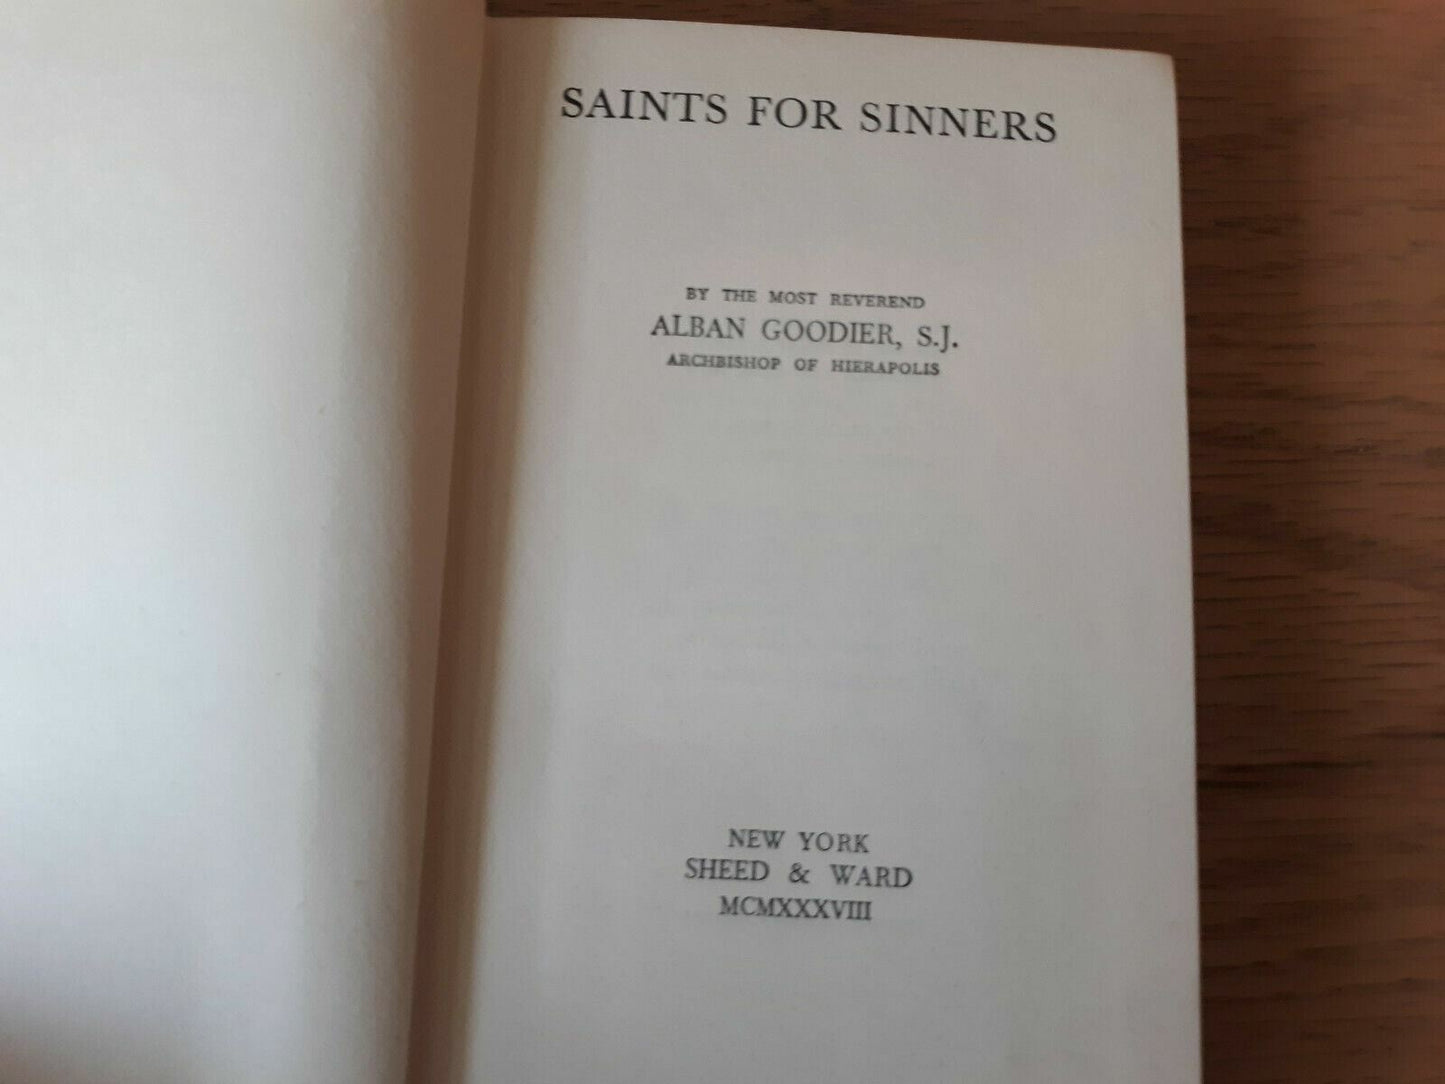 SAINTS FOR SINNERS
BY THE MOST REVEREND
ALBAN GOODIER, S.J.
ARCHBISHOP OF HIERAPOLIS
NEW YORK
SHEED & WARD
MCMXXXVIII